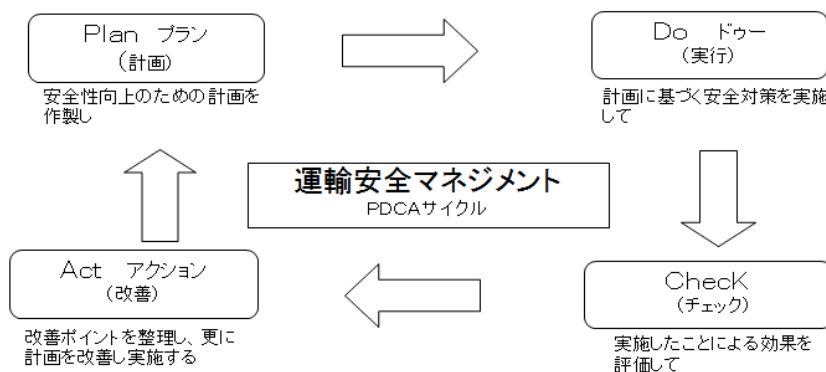 Plan プラン
(計画)
安全性向上のための計画を
作製し
Do ドゥー
(実行)
計画に基づく安全対策を実施
して
運輸安全マネジメント
PDCAサイクル
Act アクション
(改善)
改善ポイントを整理し、更に
計画を改善し実施する
ChecK
(チェック)
実施したことによる効果を
評価して